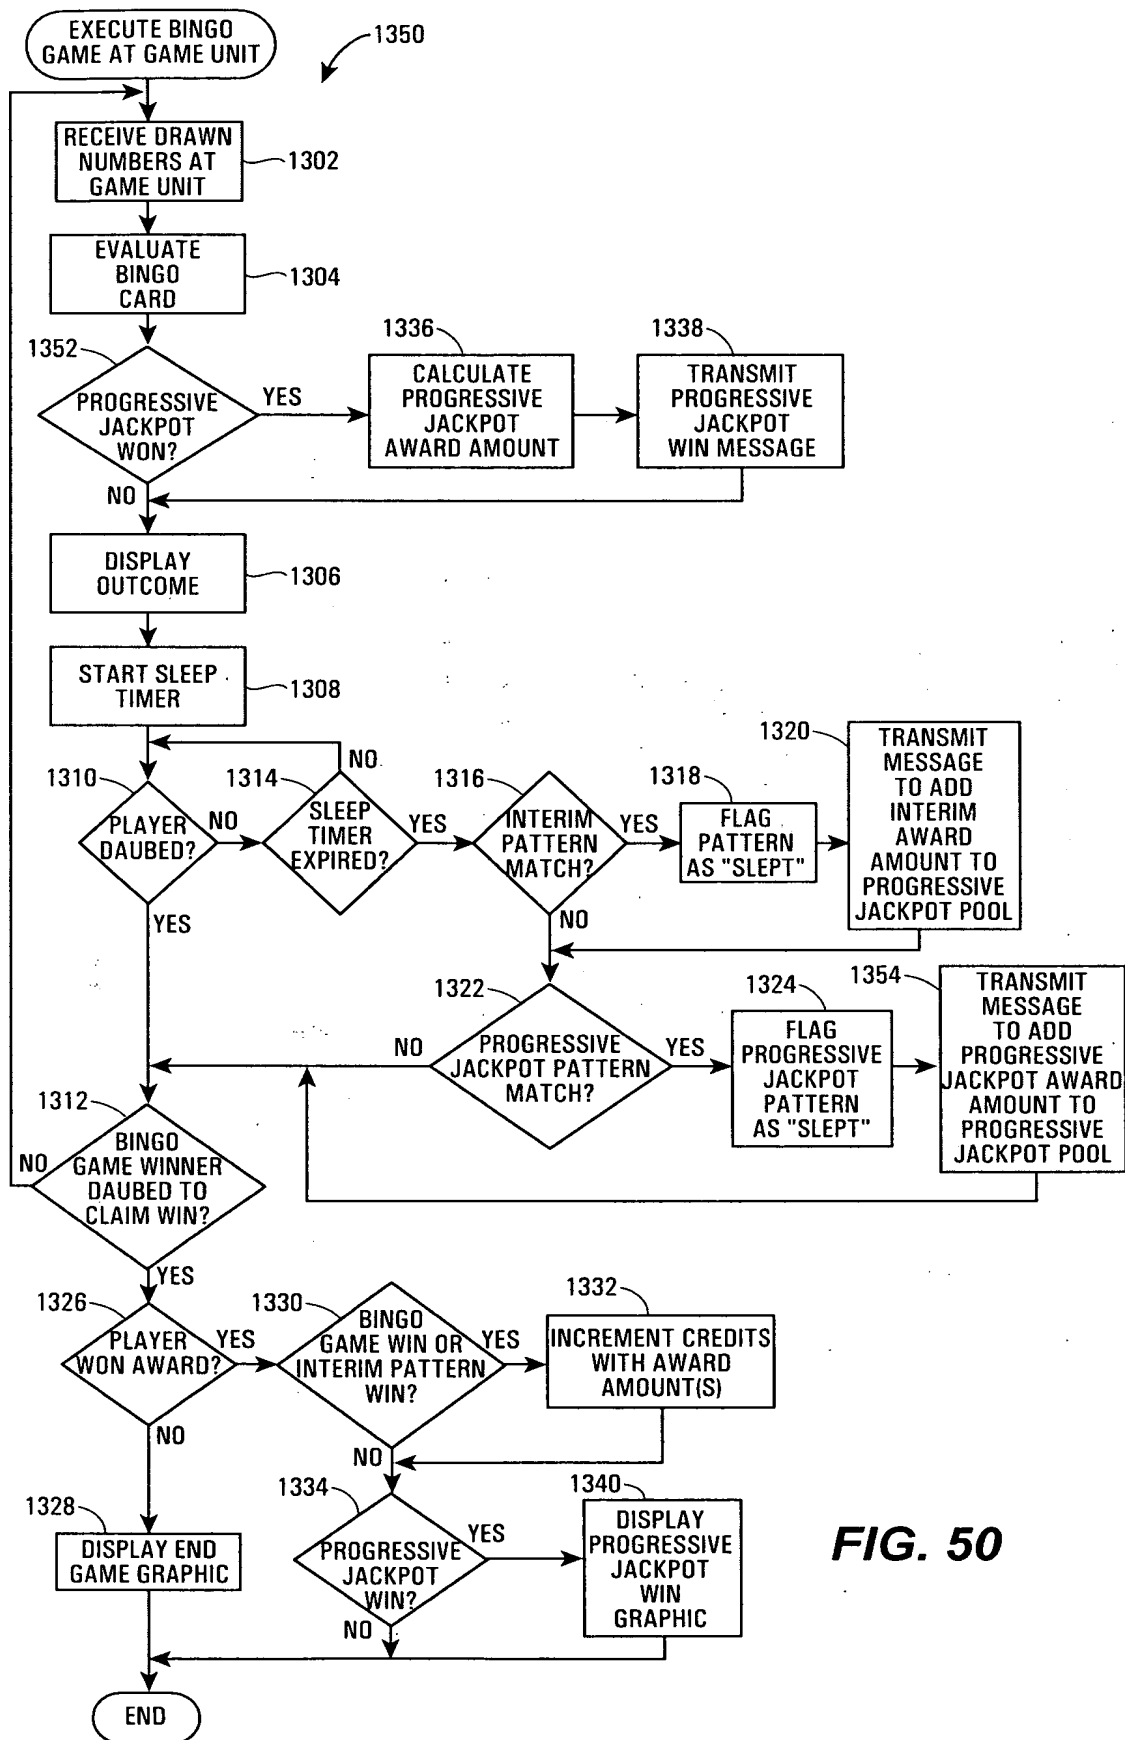 EXECUTE BINGO
GAME AT GAME UNIT
1350
RECEIVE DRAWN
NUMBERS AT
GAME UNIT
1302
EVALUATE
BINGO
CARD
1304
1352
PROGRESSIVE
JACKPOT
WON?
YES
NO
1336
CALCULATE
PROGRESSIVE
JACKPOT
AWARD AMOUNT
1338
TRANSMIT
PROGRESSIVE
JACKPOT
WIN MESSAGE
DISPLAY
OUTCOME
1306
START SLEEP
TIMER
1308
1310
PLAYER
DAUBED?
NO
YES
1314
SLEEP
TIMER
EXPIRED?
NO
YES
1316
INTERIM
PATTERN
MATCH?
YES
NO
1318
FLAG
PATTERN
AS "SLEPT"
1320
TRANSMIT
MESSAGE
TO ADD
INTERIM
AWARD
AMOUNT TO
PROGRESSIVE
JACKPOT POOL
1322
PROGRESSIVE
JACKPOT PATTERN
MATCH?
NO
YES
1324
FLAG
PROGRESSIVE
JACKPOT
PATTERN
AS "SLEPT"
1354
TRANSMIT
MESSAGE
TO ADD
PROGRESSIVE
JACKPOT AWARD
AMOUNT TO
PROGRESSIVE
JACKPOT POOL
1312
BINGO
GAME WINNER
DAUBED TO
CLAIM WIN?
NO
YES
1326
PLAYER
WON AWARD?
YES
NO
1330
BINGO
GAME WIN OR
INTERIM PATTERN
WIN?
YES
NO
1332
INCREMENT CREDITS
WITH AWARD
AMOUNT(S)
1328
DISPLAY END
GAME GRAPHIC
1334
PROGRESSIVE
JACKPOT
WIN?
YES
NO
1340
DISPLAY
PROGRESSIVE
JACKPOT
WIN
GRAPHIC
END
FIG. 50